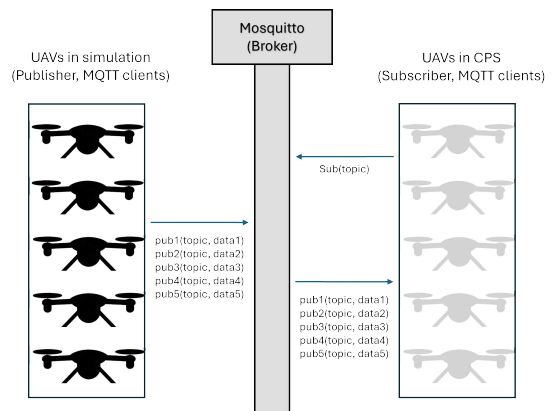 Mosquitto
(Broker)
UAVs in simulation
(Publisher, MQTT clients)
UAVs in CPS
(Subscriber, MQTT clients)
Sub(topic)
pub1(topic, data1)
pub2(topic, data2)
pub3(topic, data3)
pub4(topic, data4)
pub5(topic, data5)
pub1(topic, data1)
pub2(topic, data2)
pub3(topic, data3)
pub4(topic, data4)
pub5(topic, data5)